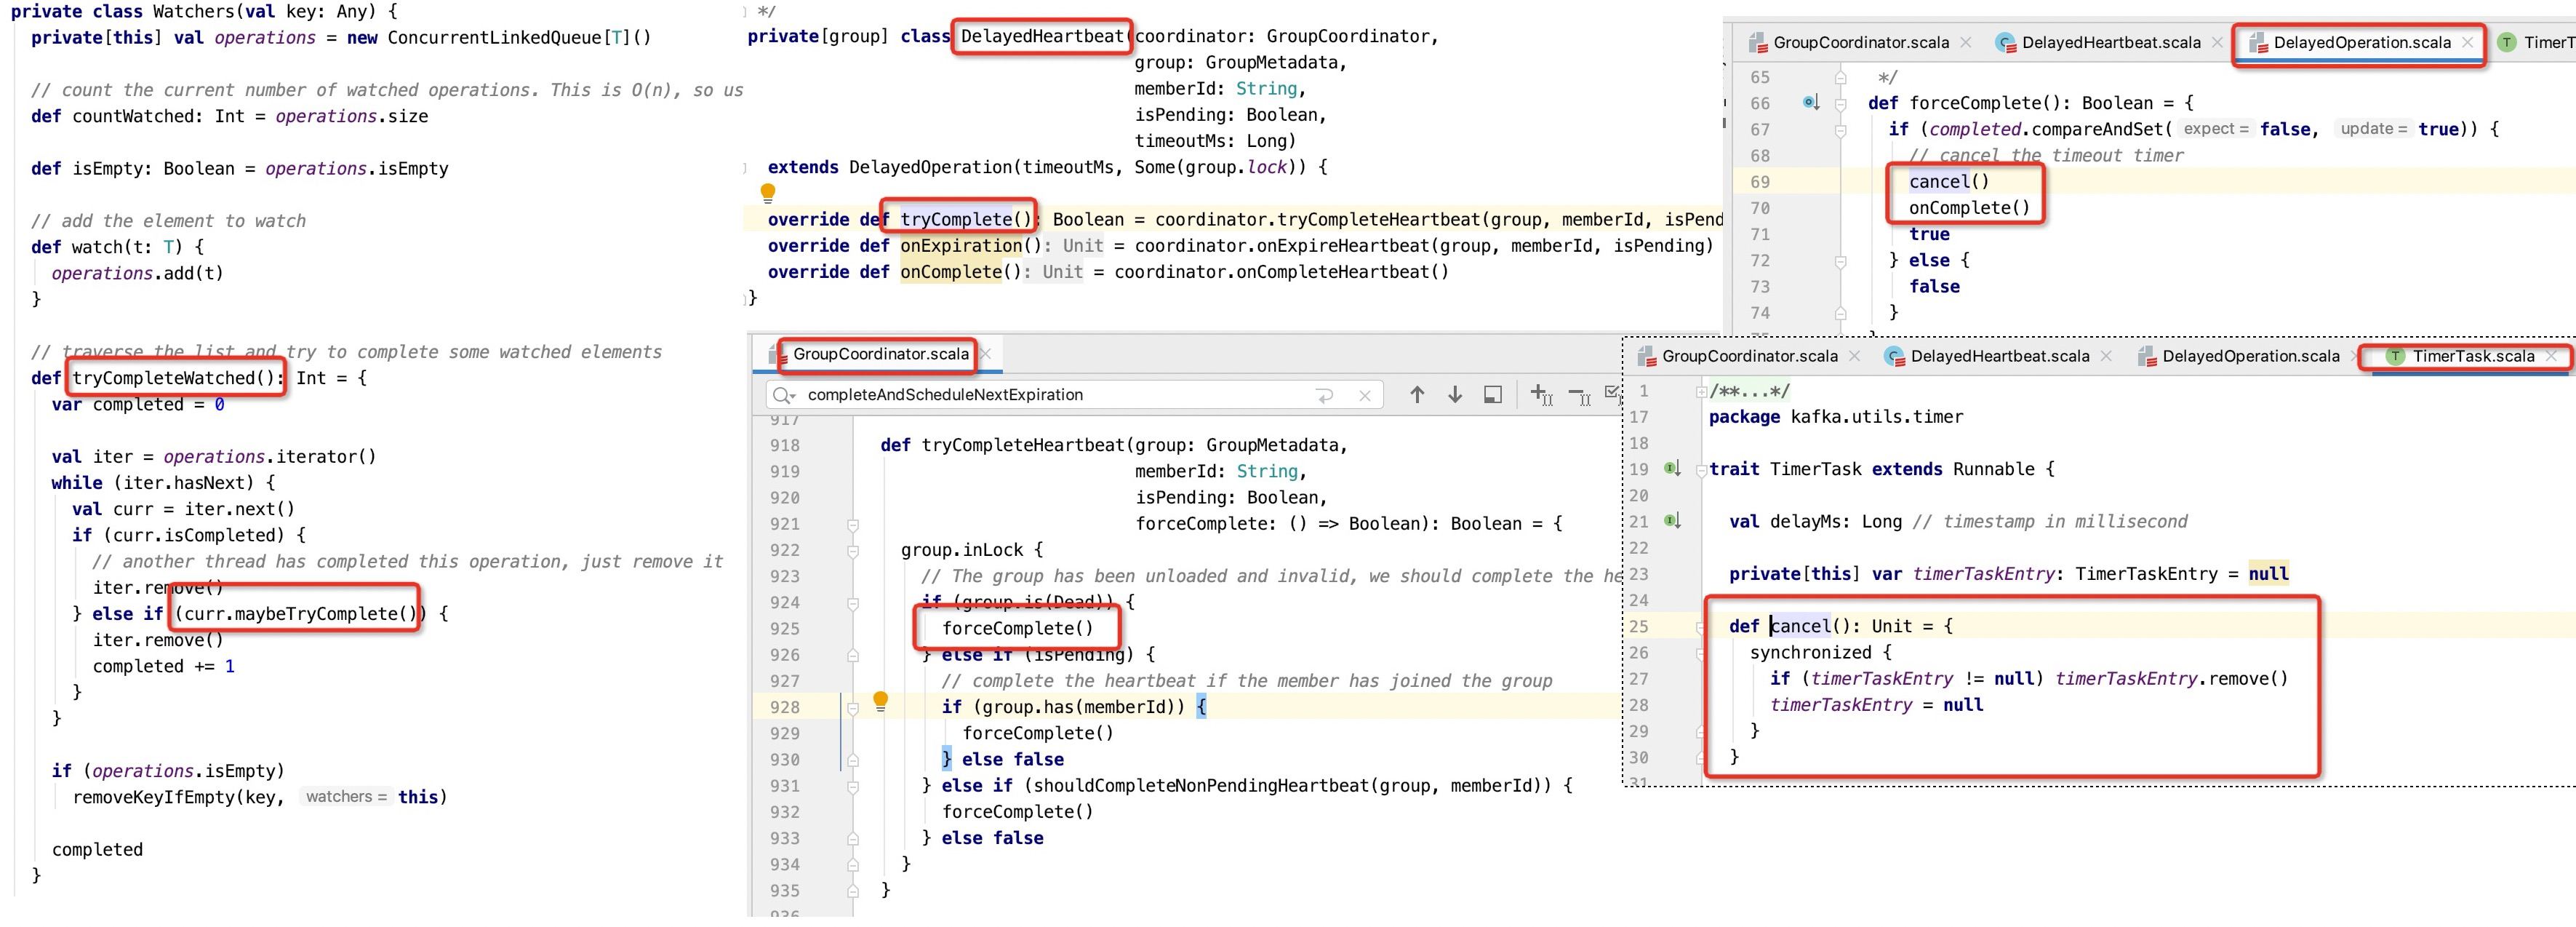 private class Watchers(val key: Any) {
private[this] val operations = new ConcurrentLinkedQueue[T]()
// count the current number of watched operations. This is O(n), so us
def countWatched: Int = operations.size
def isEmpty: Boolean = operations.isEmpty
// add the element to watch
def watch(t: T) {
operations.add(t)
}
// traverse the list and try to complete some watched elements
def tryCompleteWatched(): Int = {
var completed = 0
val iter = operations.iterator()
while (iter.hasNext) {
val curr = iter.next()
if (curr.isCompleted) {
// another thread has completed this operation, just remove it
iter.remove()
} else if (curr.maybeTryComplete()) {
iter.remove()
completed += 1
}
}
if (operations.isEmpty)
removeKeyIfEmpty(key, watchers = this)
completed
}
*/
private[group] class DelayedHeartbeat(coordinator: GroupCoordinator,
group: GroupMetadata,
memberId: String,
isPending: Boolean,
timeoutMs: Long)
extends DelayedOperation(timeoutMs, Some(group.lock)) {
override def tryComplete(): Boolean = coordinator.tryCompleteHeartbeat(group, memberId, isPend
override def onExpiration(): Unit = coordinator.onExpireHeartbeat(group, memberId, isPending)
override def onComplete(): Unit = coordinator.onCompleteHeartbeat()
}
GroupCoordinator.scala
completeAndScheduleNextExpiration
917
918 def tryCompleteHeartbeat(group: GroupMetadata,
919 memberId: String,
920 isPending: Boolean,
921 forceComplete: () => Boolean): Boolean = {
922 group.inLock {
923 // The group has been unloaded and invalid, we should complete the he
924 if (group.is(Dead)) {
925 forceComplete()
926 } else if (isPending) {
927 // complete the heartbeat if the member has joined the group
928 if (group.has(memberId)) {
929 forceComplete()
930 } else false
931 } else if (shouldCompleteNonPendingHeartbeat(group, memberId)) {
932 forceComplete()
933 } else false
934 }
935 }
936
GroupCoordinator.scala DelayedHeartbeat.scala DelayedOperation.scala TimerT
65 */
66 def forceComplete(): Boolean = {
67 if (completed.compareAndSet( expect = false, update = true)) {
68 // cancel the timeout timer
69 cancel()
70 onComplete()
71 true
72 } else {
73 false
74 }
GroupCoordinator.scala DelayedHeartbeat.scala DelayedOperation.scala TimerTask.scala
1 /**...*/
17 package kafka.utils.timer
18
19 trait TimerTask extends Runnable {
20
21 val delayMs: Long // timestamp in millisecond
22
23 private[this] var timerTaskEntry: TimerTaskEntry = null
24
25 def cancel(): Unit = {
26 synchronized {
27 if (timerTaskEntry != null) timerTaskEntry.remove()
28 timerTaskEntry = null
29 }
30 }
31